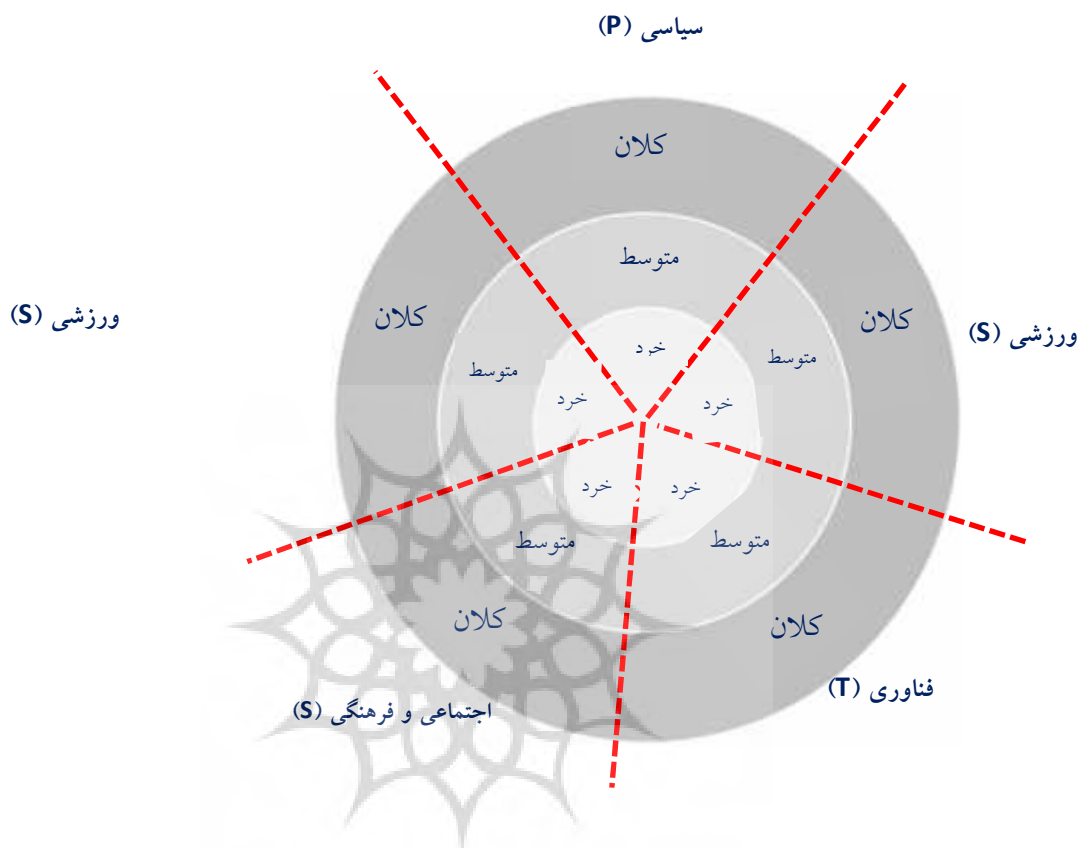 سیاسی (P)
کلان
متوسط
خرد
ورزشی (S)
کلان
متوسط
خرد
ورزشی (S)
کلان
متوسط
خرد
خرد
متوسط
کلان
فناوری (T)
خرد
متوسط
کلان
اجتماعی و فرهنگی (S)